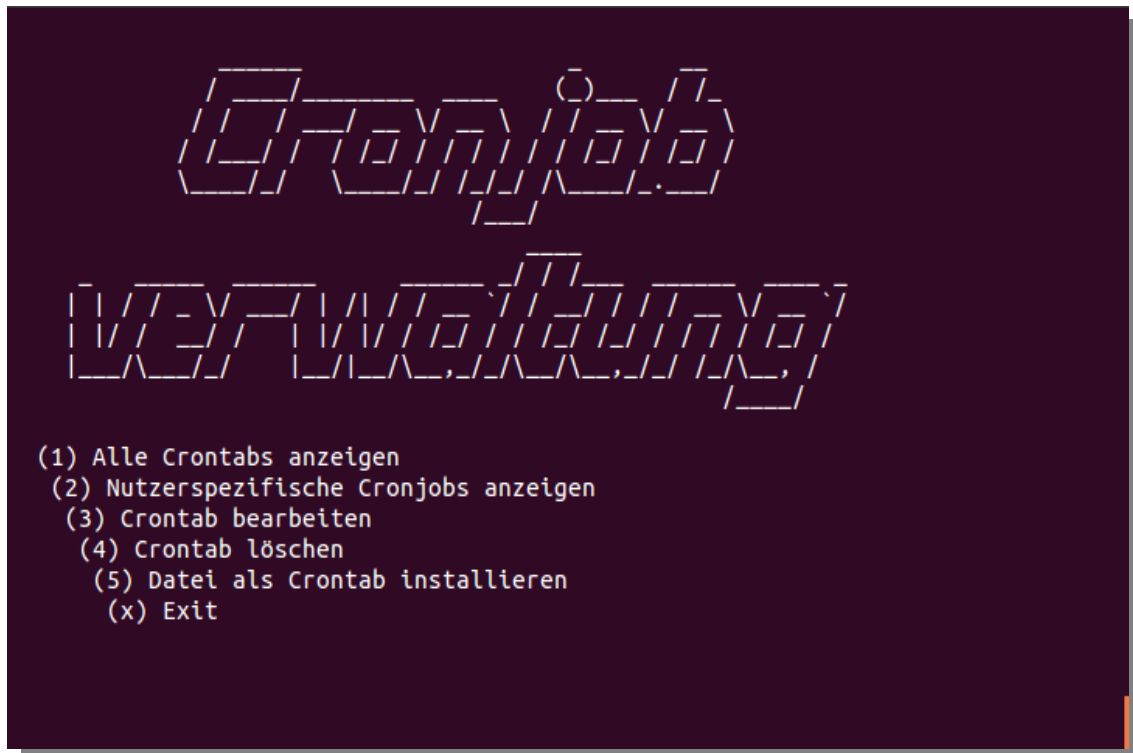 Cronjob
verwaltung
(1) Alle Crontabs anzeigen
(2) Nutzerspezifische Cronjobs anzeigen
(3) Crontab bearbeiten
(4) Crontab löschen
(5) Datei als Crontab installieren
(x) Exit